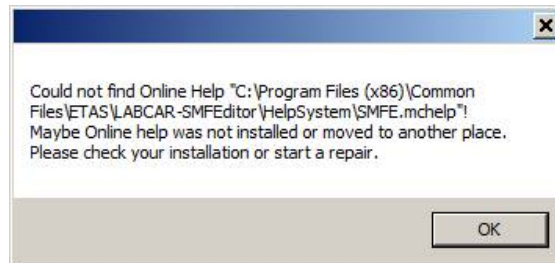 Could not find Online Help "C:\Program Files (x86)\Common
Files\ETAS\LABCAR-SMFEditor\HelpSystem\SMFE.mchelp"!
Maybe Online help was not installed or moved to another place.
Please check your installation or start a repair.
OK